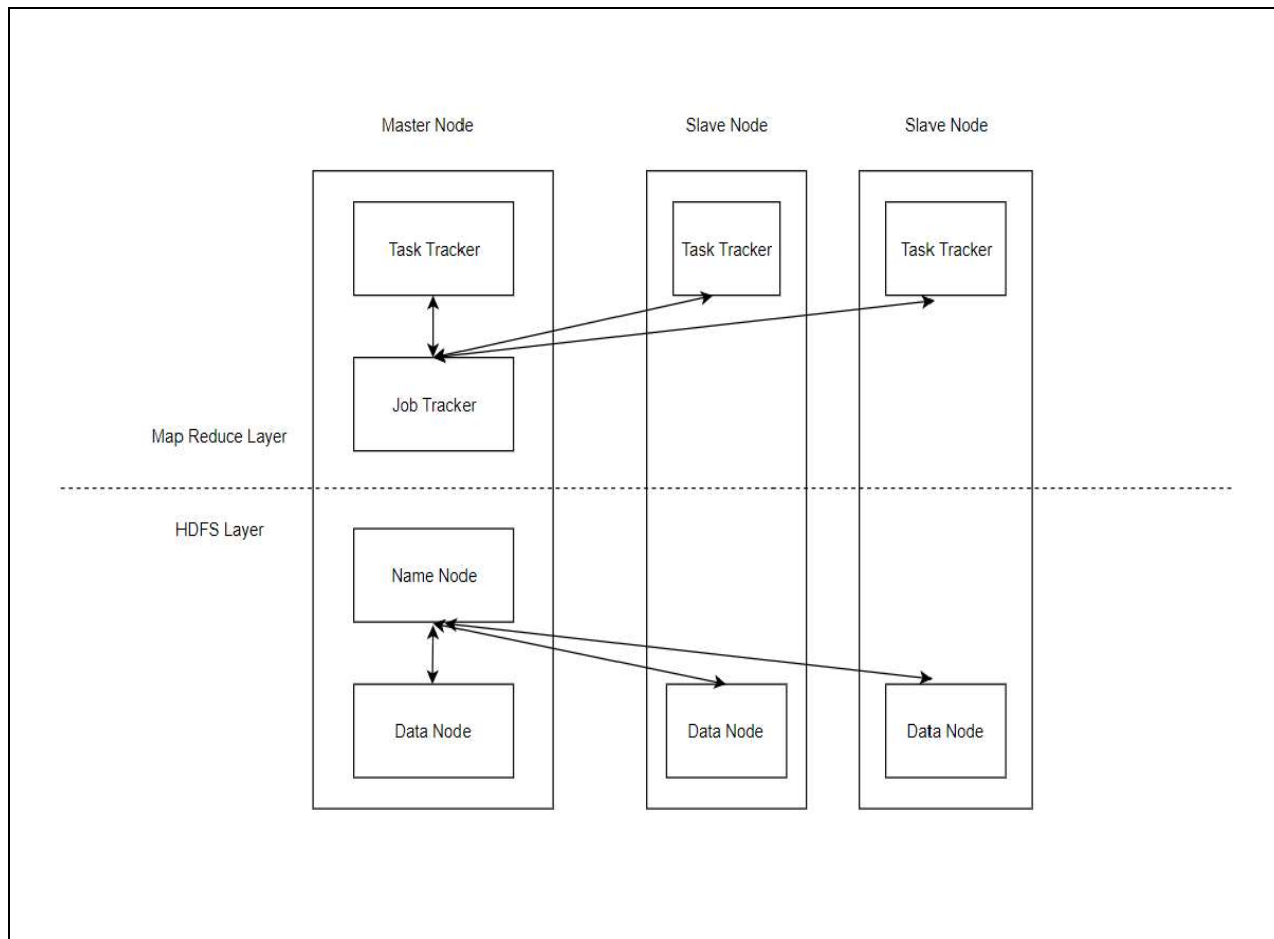 Master Node
Slave Node
Slave Node
Task Tracker
Task Tracker
Task Tracker
Job Tracker
Map Reduce Layer
HDFS Layer
Name Node
Data Node
Data Node
Data Node